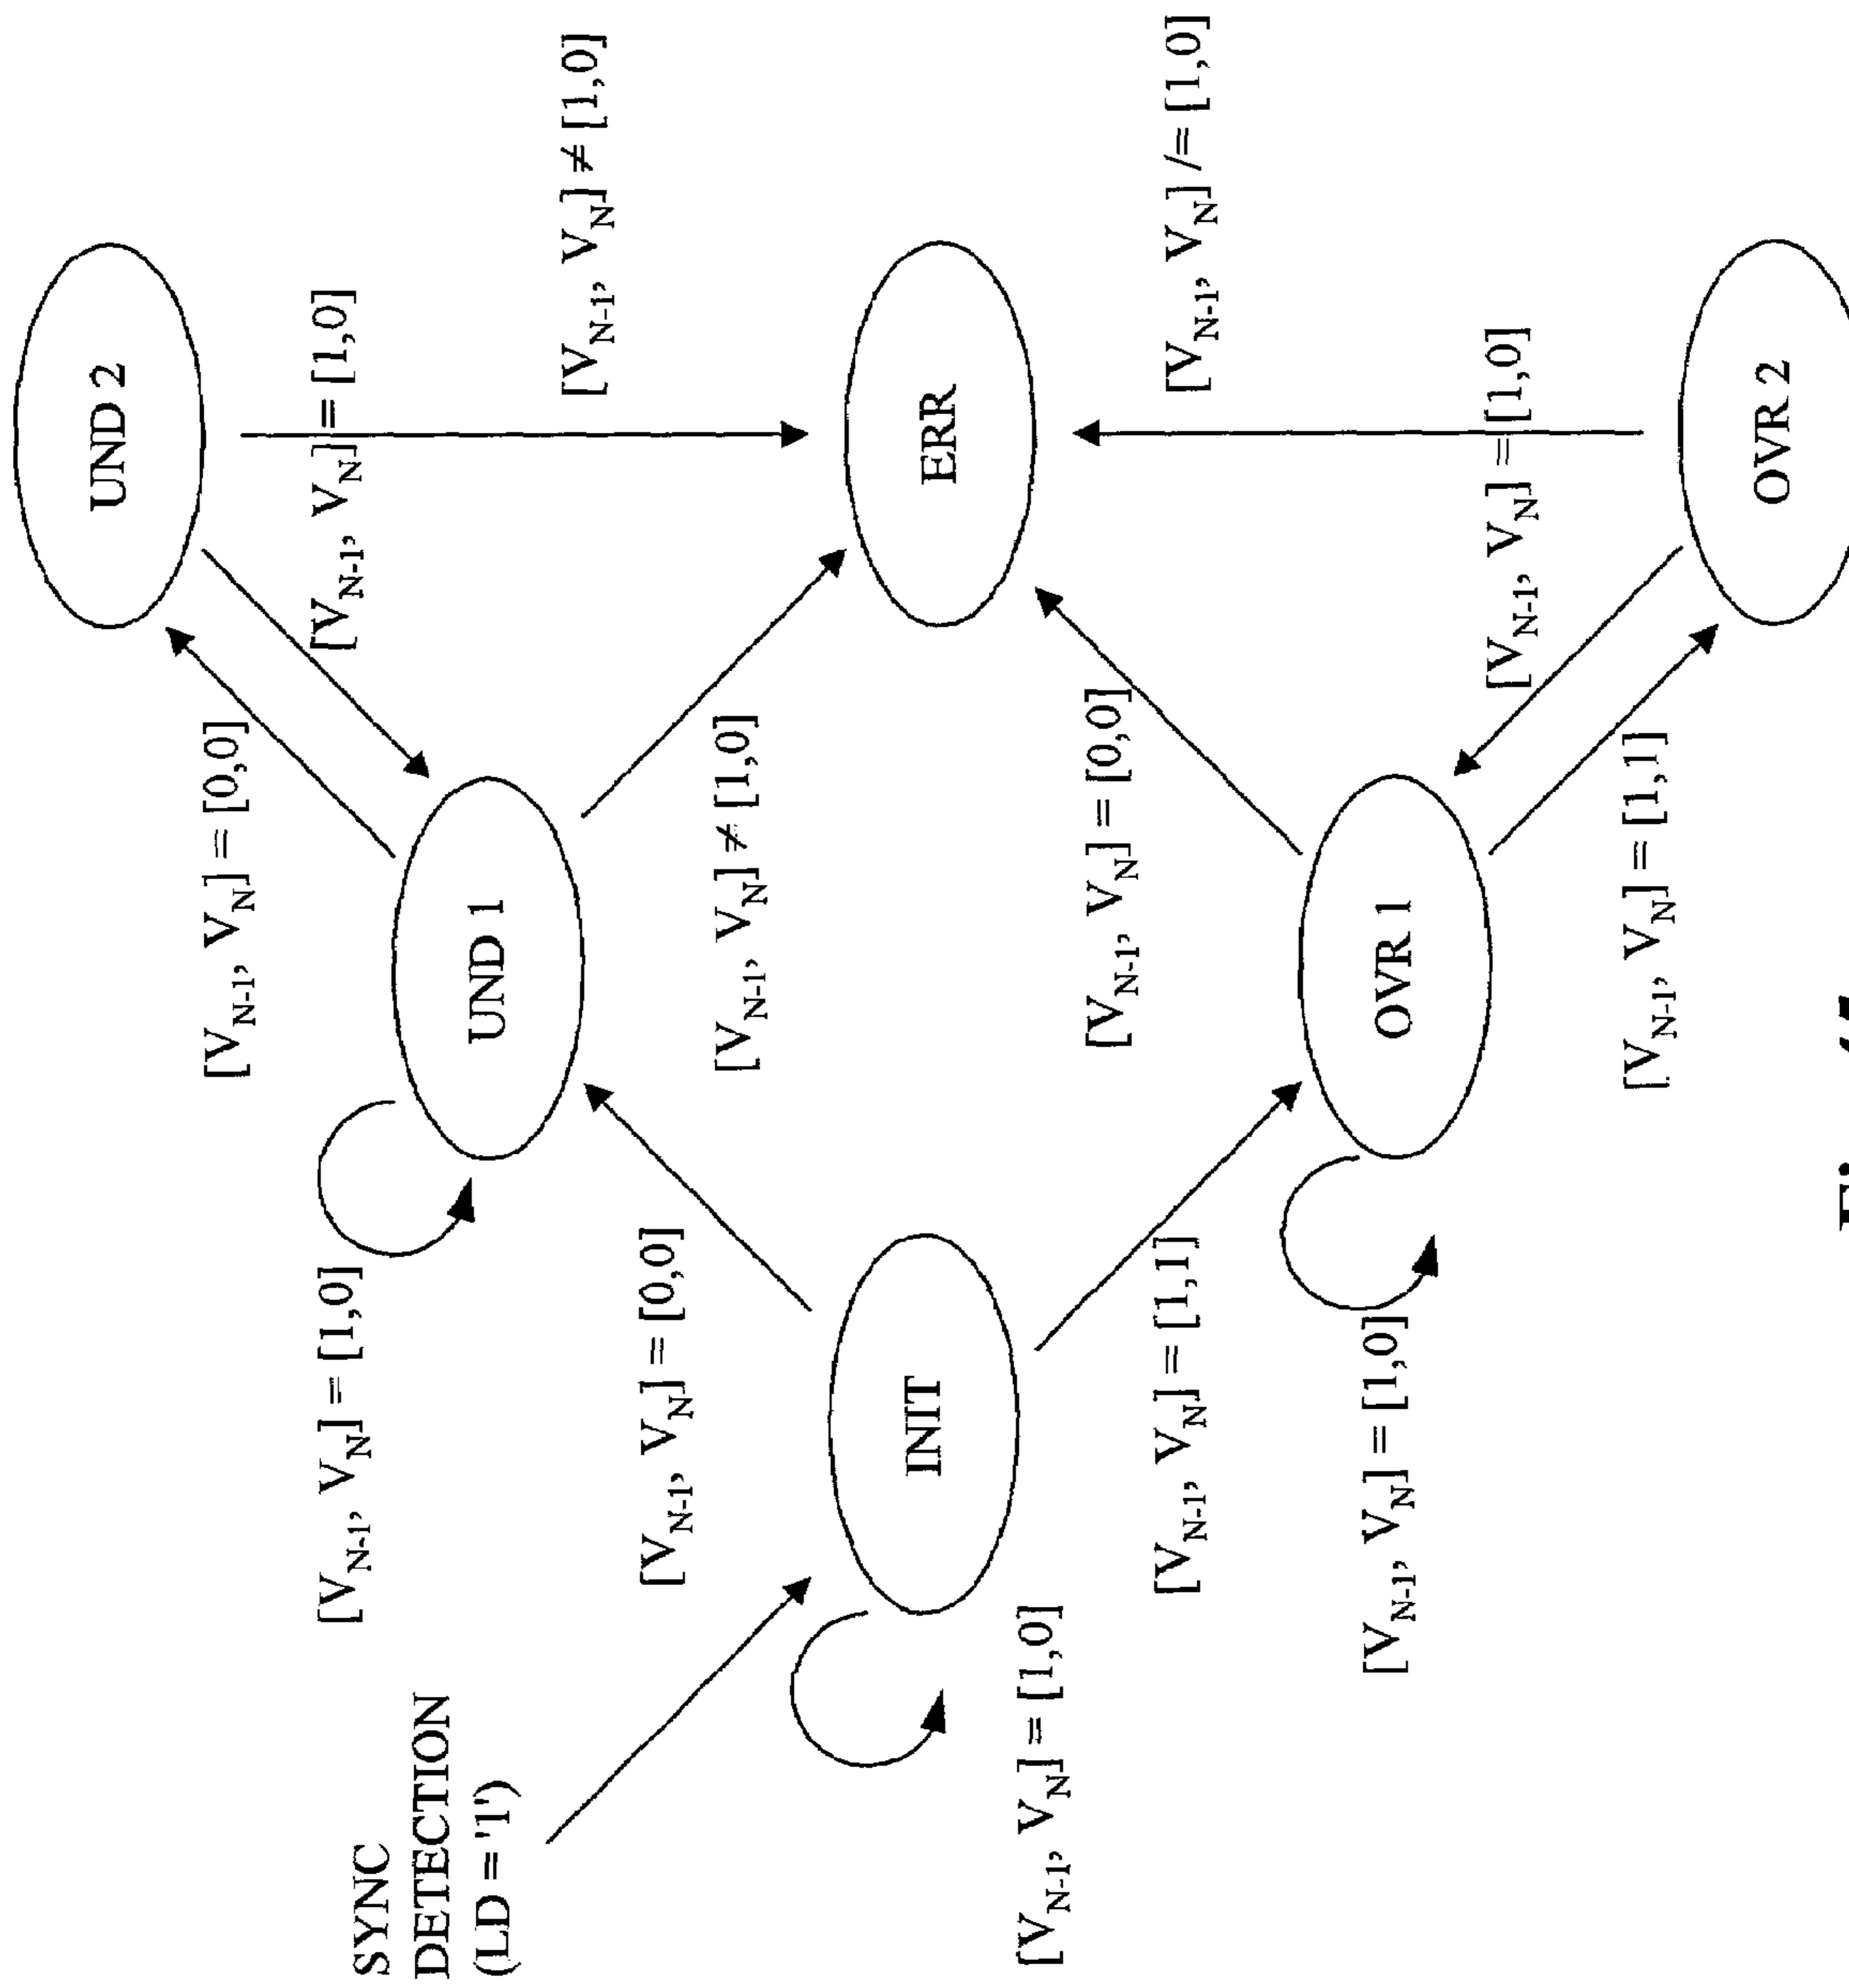 UND 2
[V_N-1, V_N] = [0,0]
[V_N-1, V_N] = [1,0]
[V_N-1, V_N] = [1,0]
SYNC
DETECTION
(LD = '1')
UND 1
[V_N-1, V_N] ≠ [1,0]
[V_N-1, V_N] = [0,0]
[V_N-1, V_N] ≠ [1,0]
INIT
ERR
[V_N-1, V_N] = [1,0]
[V_N-1, V_N] = [0,0]
[V_N-1, V_N] = [1,1]
[V_N-1, V_N] /= [1,0]
[V_N-1, V_N] = [1,0]
OVR 1
[V_N-1, V_N] = [1,0]
[V_N-1, V_N] = [1,1]
OVR 2